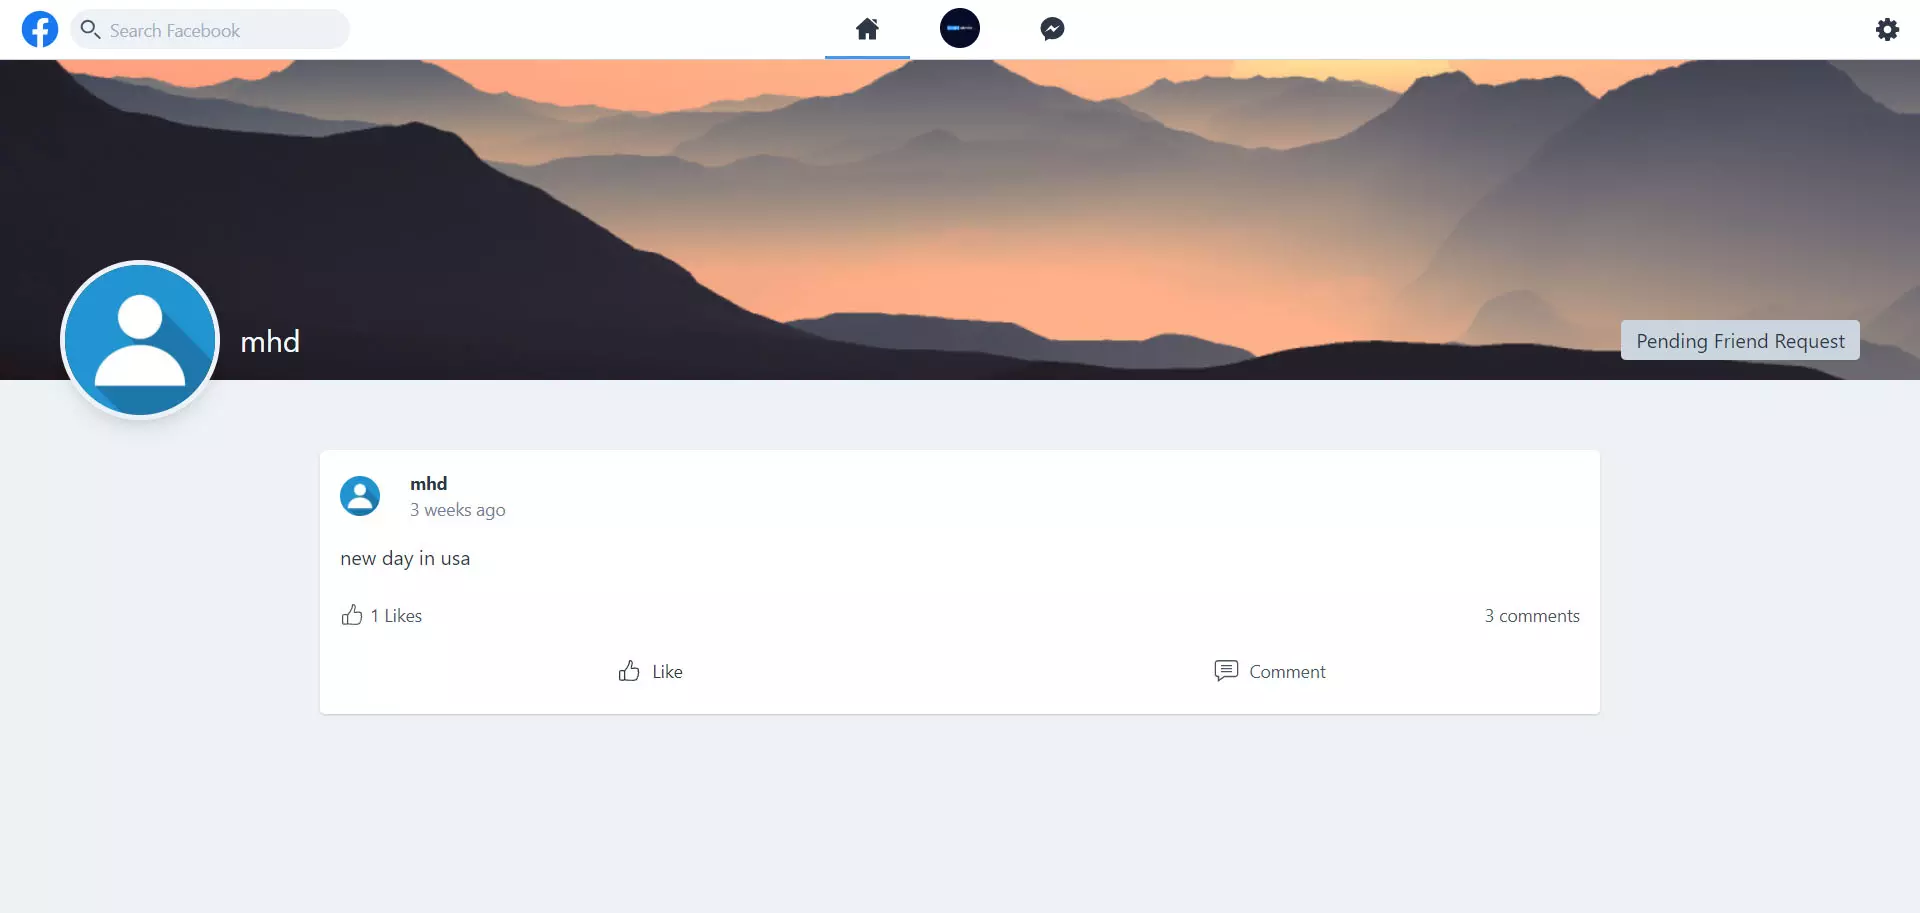 Search Facebook
mhd
Pending Friend Request
mhd
3 weeks ago
new day in usa
1 Likes
3 comments
Like
Comment